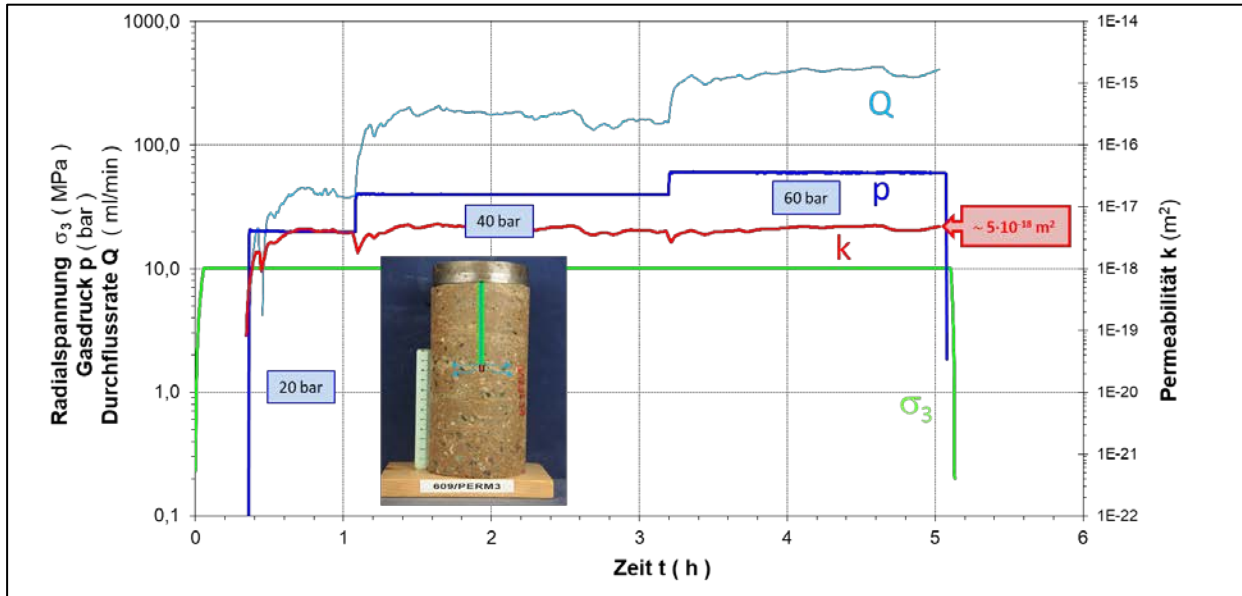 Radialspannung σ₃ ( MPa )
Gasdruck p ( bar )
Durchflussrate Q ( ml/min )
1000,0
100,0
10,0
1,0
0,1
1E-14
1E-15
1E-16
1E-17
1E-18
1E-19
1E-20
1E-21
1E-22
Permeabilität k (m²)
Q
p
60 bar
40 bar
~ 5·10⁻¹⁸ m²
k
20 bar
σ₃
609/PERM3
0 1 2 3 4 5 6
Zeit t ( h )